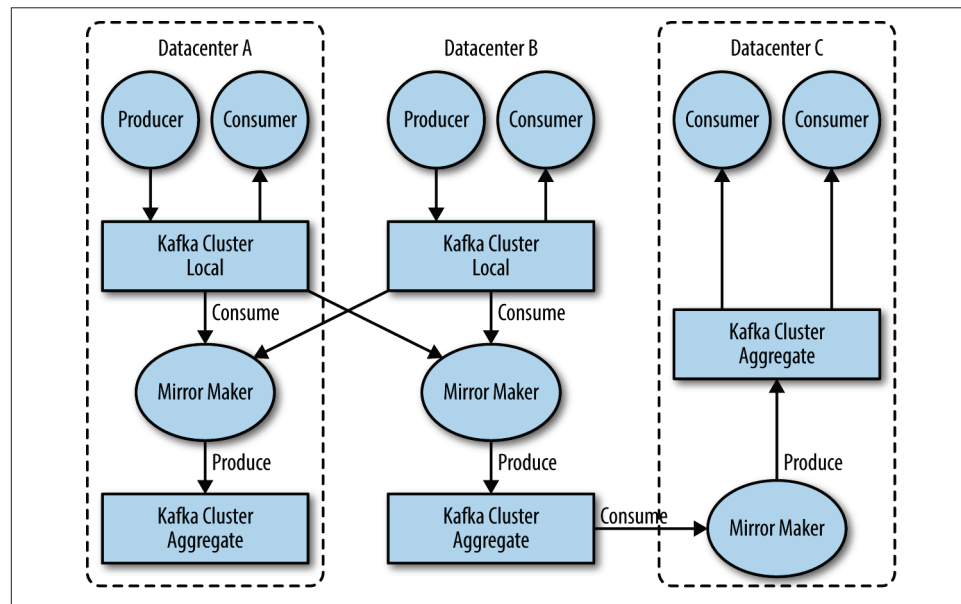 Datacenter A
Datacenter B
Datacenter C
Producer
Consumer
Producer
Consumer
Consumer
Consumer
Kafka Cluster
Local
Kafka Cluster
Local
Consume
Consume
Kafka Cluster
Aggregate
Mirror Maker
Mirror Maker
Produce
Produce
Produce
Kafka Cluster
Aggregate
Kafka Cluster
Aggregate
Consume
Mirror Maker